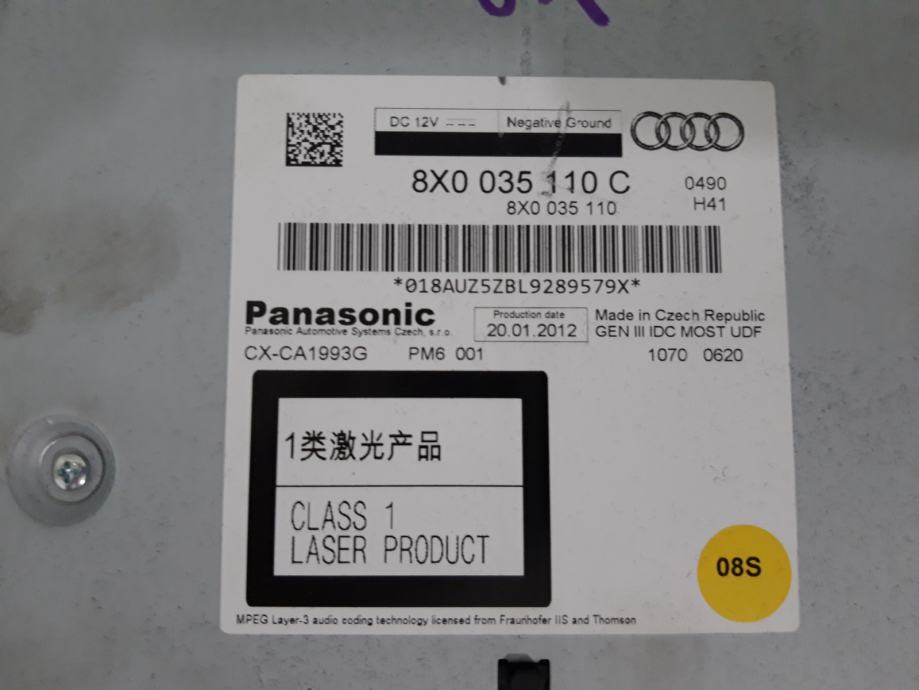 DC 12V Negative Ground
8X0 035 110 C 0490
8X0 035 110 H41
*018AUZ5ZBL9289579X*
Panasonic
Panasonic Automotive Systems Czech, s.r.o.
Production date
20.01.2012
Made in Czech Republic
GEN III IDC MOST UDF
CX-CA1993G PM6 001 1070 0620
1类激光产品
CLASS 1
LASER PRODUCT
08S
MPEG Layer-3 audio coding technology licensed from Fraunhofer IIS and Thomson